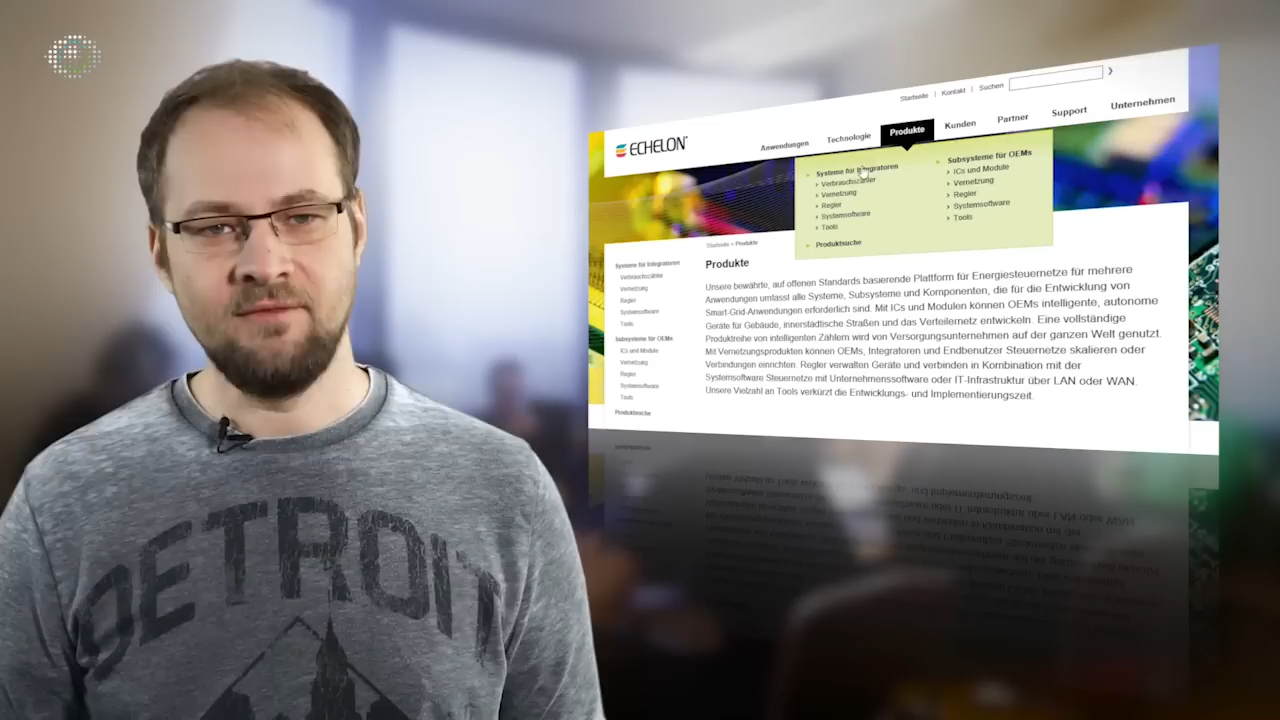 DETROIT
Startseite | Kontakt | Suchen
ECHELON
Anwendungen Technologie Produkte Kunden Partner Support Unternehmen
Systeme für Integratoren
Verbrauchszähler
Vernetzung
Regler
Systemsoftware
Tools
Produktsuche
Subsysteme für OEMs
ICs und Module
Vernetzung
Regler
Systemsoftware
Tools
Startseite > Produkte
Systeme für Integratoren
Verbrauchszähler
Vernetzung
Regler
Systemsoftware
Tools
Subsysteme für OEMs
ICs und Module
Vernetzung
Regler
Systemsoftware
Tools
Produktsuche
Produkte
Unsere bewährte, auf offenen Standards basierende Plattform für Energiesteuernetze für mehrere
Anwendungen umfasst alle Systeme, Subsysteme und Komponenten, die für die Entwicklung von
Smart-Grid-Anwendungen erforderlich sind. Mit ICs und Modulen können OEMs intelligente, autonome
Geräte für Gebäude, innerstädtische Straßen und das Verteilernetz entwickeln. Eine vollständige
Produktreihe von intelligenten Zählern wird von Versorgungsunternehmen auf der ganzen Welt genutzt.
Mit Vernetzungsprodukten können OEMs, Integratoren und Endbenutzer Steuernetze skalieren oder
Verbindungen einrichten. Regler verwalten Geräte und verbinden in Kombination mit der
Systemsoftware Steuernetze mit Unternehmenssoftware oder IT-Infrastruktur über LAN oder WAN.
Unsere Vielzahl an Tools verkürzt die Entwicklungs- und Implementierungszeit.